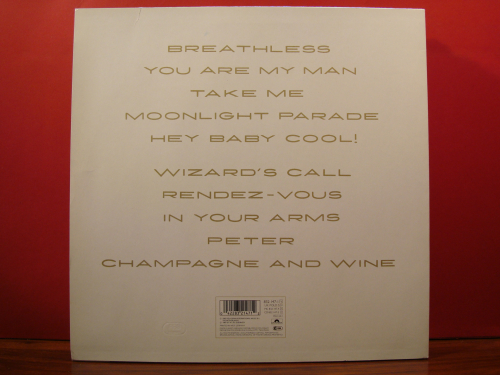 BREATHLESS
YOU ARE MY MAN
TAKE ME
MOONLIGHT PARADE
HEY BABY COOL!
WIZARD'S CALL
RENDEZ-VOUS
IN YOUR ARMS
PETER
CHAMPAGNE AND WINE